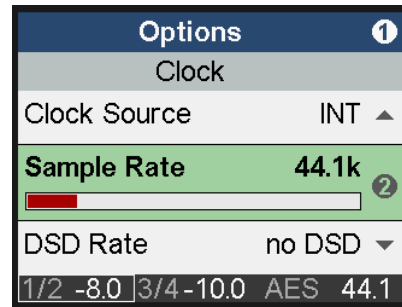 Options 1
Clock
Clock Source INT
Sample Rate 44.1k 2
DSD Rate no DSD
1/2 -8.0 3/4 -10.0 AES 44.1